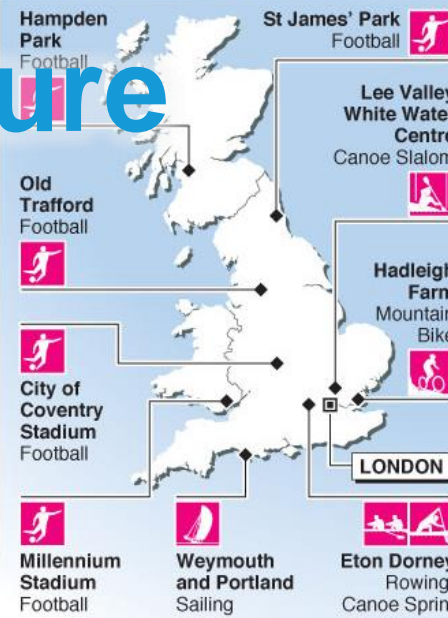 Hampden
Park
Football
ure
St James' Park
Football
Lee Valley
White Wate
Centre
Canoe Slalom
Old
Trafford
Football
Hadleigh
Farm
Mountain
Bike
City of
Coventry
Stadium
Football
LONDON
Millennium
Stadium
Football
Weymouth
and Portland
Sailing
Eton Dorney
Rowing
Canoe Sprin